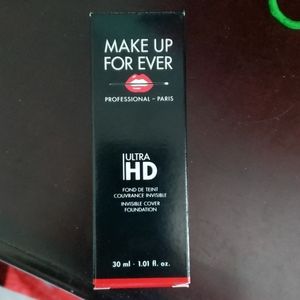 MAKE UP
FOR EVER
PROFESSIONAL - PARIS
ULTRA
HD
FOND DE TEINT
COUVRANCE INVISIBLE
INVISIBLE COVER
FOUNDATION
30 ml · 1.01 fl. oz.